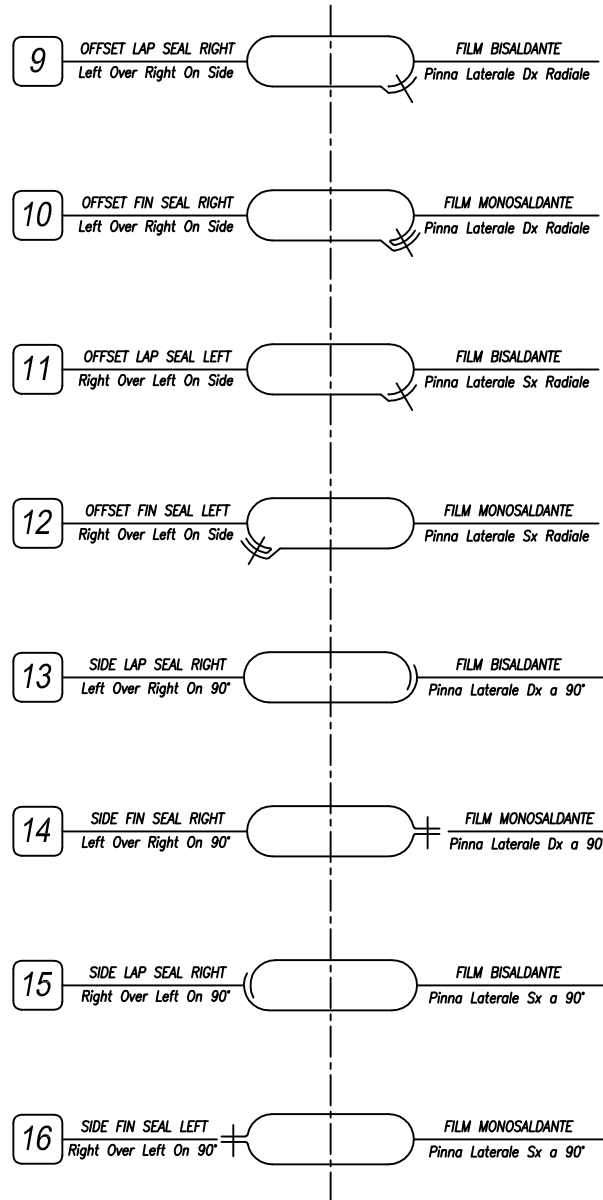 9
OFFSET LAP SEAL RIGHT
Left Over Right On Side
FILM BISALDANTE
Pinna Laterale Dx Radiale
10
OFFSET FIN SEAL RIGHT
Left Over Right On Side
FILM MONOSALDANTE
Pinna Laterale Dx Radiale
11
OFFSET LAP SEAL LEFT
Right Over Left On Side
FILM BISALDANTE
Pinna Laterale Sx Radiale
12
OFFSET FIN SEAL LEFT
Right Over Left On Side
FILM MONOSALDANTE
Pinna Laterale Sx Radiale
13
SIDE LAP SEAL RIGHT
Left Over Right On 90°
FILM BISALDANTE
Pinna Laterale Dx a 90°
14
SIDE FIN SEAL RIGHT
Left Over Right On 90°
FILM MONOSALDANTE
Pinna Laterale Dx a 90°
15
SIDE LAP SEAL RIGHT
Right Over Left On 90°
FILM BISALDANTE
Pinna Laterale Sx a 90°
16
SIDE FIN SEAL LEFT
Right Over Left On 90°
FILM MONOSALDANTE
Pinna Laterale Sx a 90°